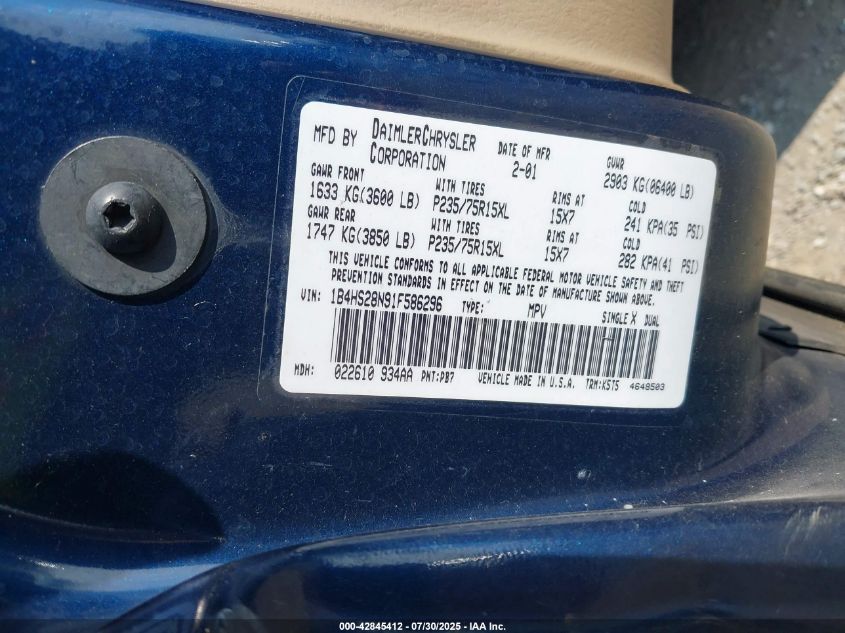 MFD BY DAIMLERCHRYSLER CORPORATION DATE OF MFR 2-01 GVWR 2903 KG(06400 LB)
GAWR FRONT WITH TIRES RIMS AT COLD
1633 KG(3600 LB) P235/75R15XL 15X7 241 KPA(35 PSI)
GAWR REAR WITH TIRES RIMS AT COLD
1747 KG(3850 LB) P235/75R15XL 15X7 282 KPA(41 PSI)
THIS VEHICLE CONFORMS TO ALL APPLICABLE FEDERAL MOTOR VEHICLE SAFETY AND THEFT
PREVENTION STANDARDS IN EFFECT ON THE DATE OF MANUFACTURE SHOWN ABOVE.
VIN: 1B4HS28N91F586296 TYPE: MPV SINGLE X DUAL
MDH: 022610 934AA PNT:PB7 VEHICLE MADE IN U.S.A. TRM:K5T5 4648503
000-42845412 - 07/30/2025 - IAA Inc.